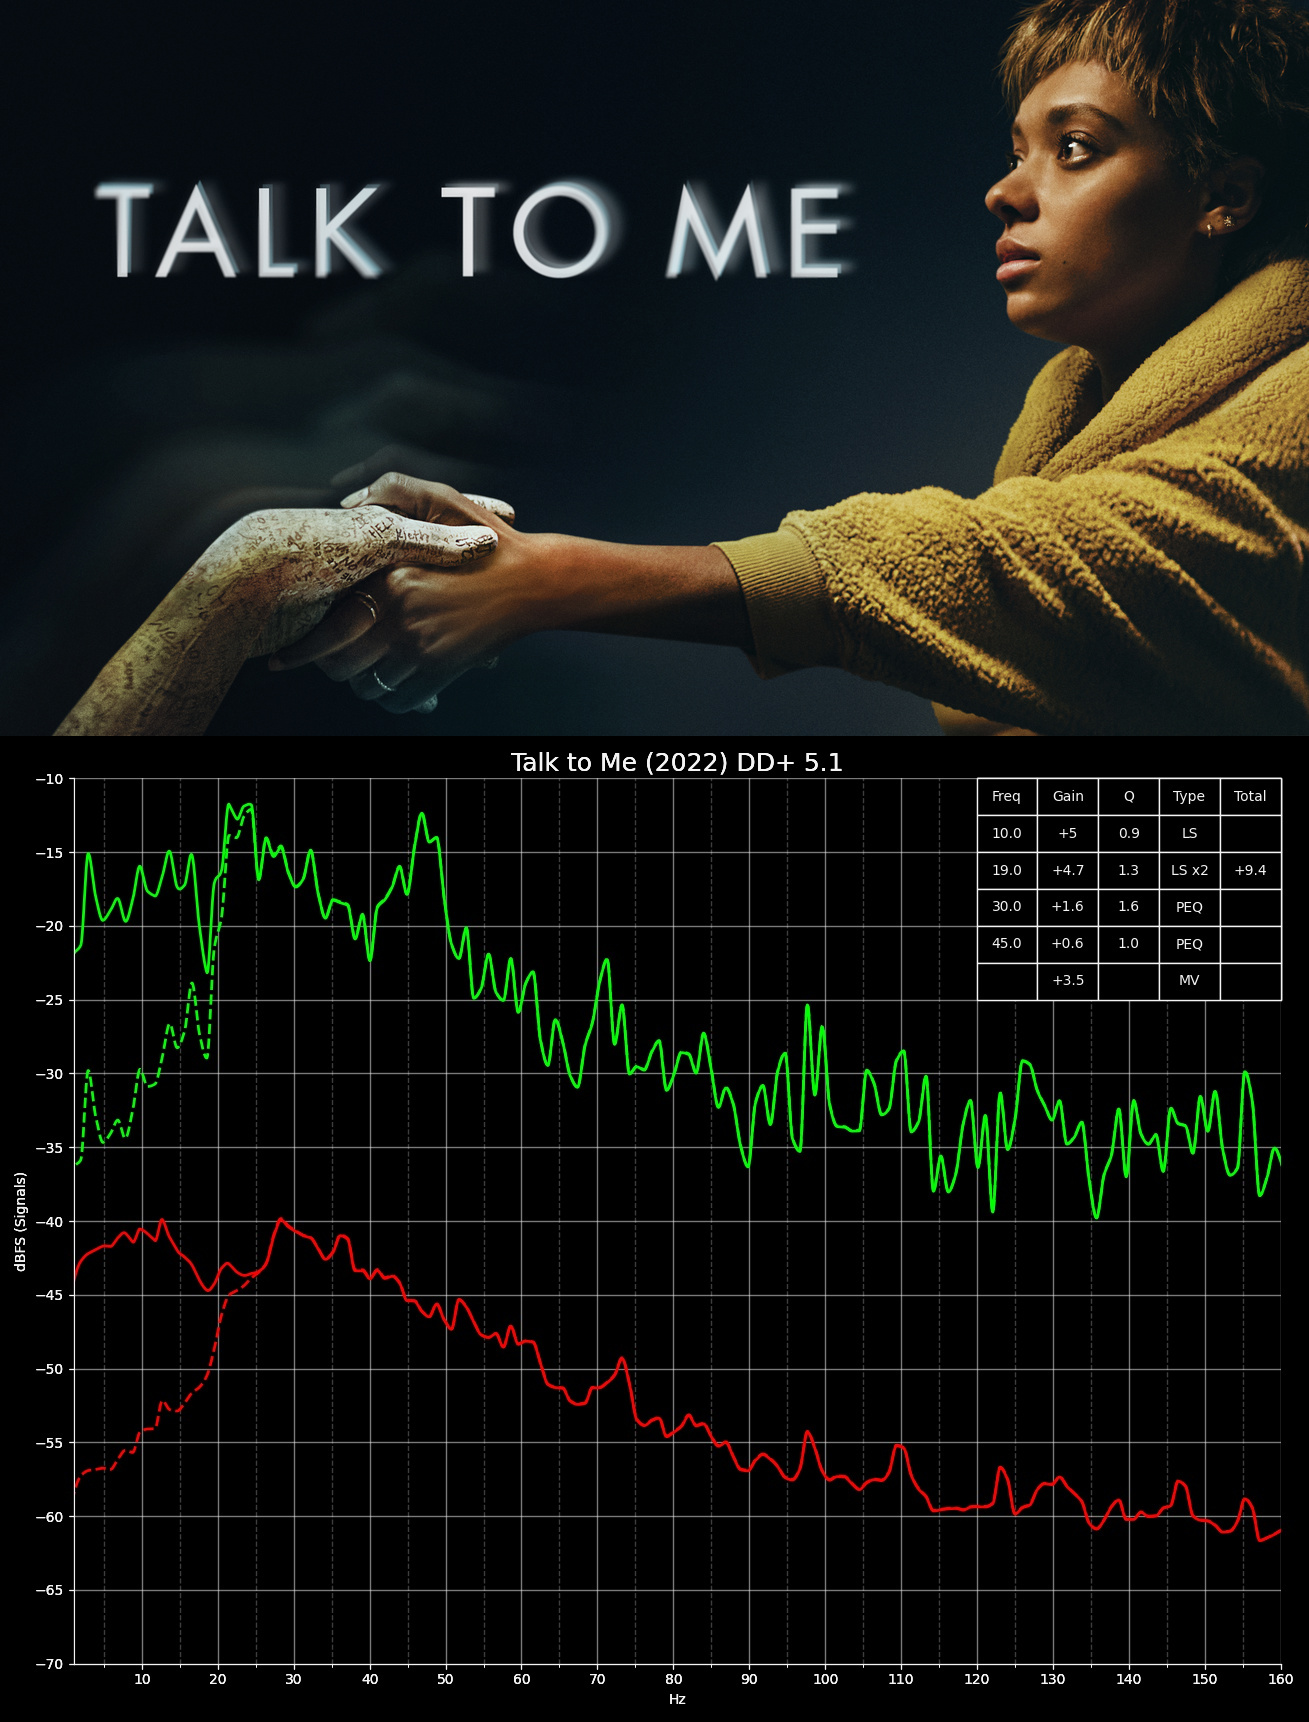 TALK TO ME
HELP
Talk to Me (2022) DD+ 5.1
Freq Gain Q Type Total
10.0 +5 0.9 LS
19.0 +4.7 1.3 LS x2 +9.4
30.0 +1.6 1.6 PEQ
45.0 +0.6 1.0 PEQ
+3.5 MV
−10
−15
−20
−25
−30
−35
−40
−45
−50
−55
−60
−65
−70
dBFS (Signals)
10 20 30 40 50 60 70 80 90 100 110 120 130 140 150 160
Hz